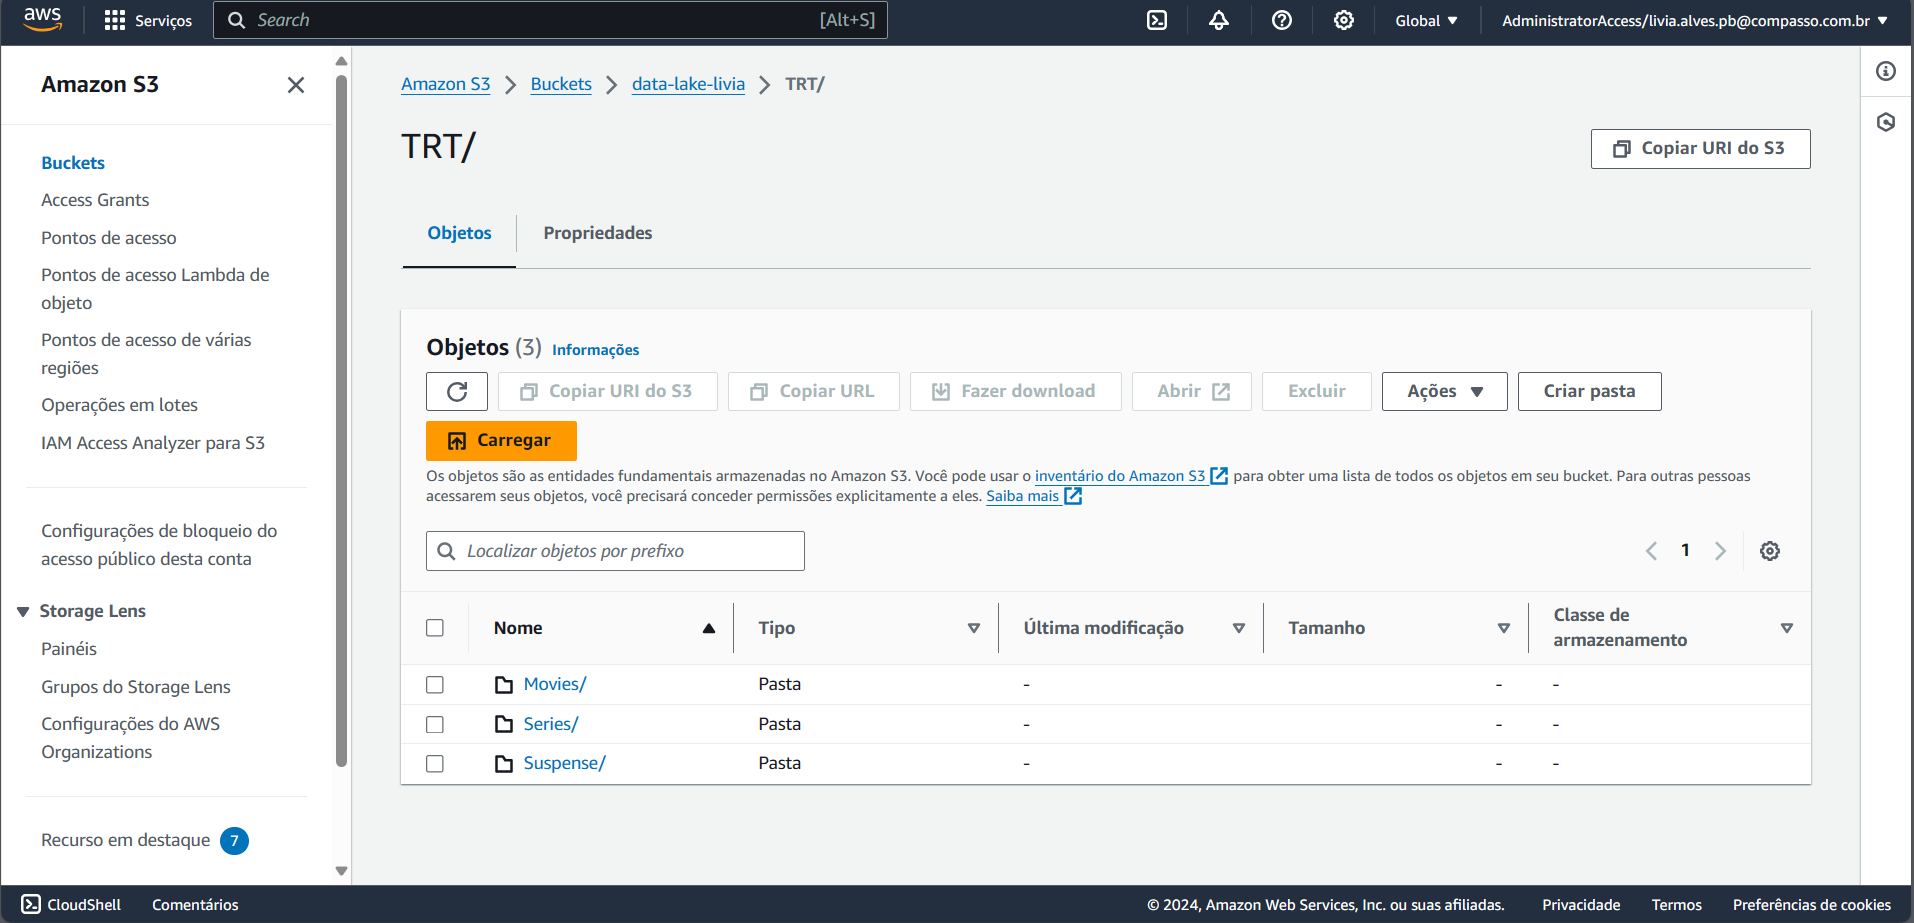 aws
Serviços
Search
[Alt+S]
Global
AdministratorAccess/livia.alves.pb@compasso.com.br
Amazon S3
Buckets
Access Grants
Pontos de acesso
Pontos de acesso Lambda de
objeto
Pontos de acesso de várias
regiões
Operações em lotes
IAM Access Analyzer para S3
Configurações de bloqueio do
acesso público desta conta
Storage Lens
Painéis
Grupos do Storage Lens
Configurações do AWS
Organizations
Recurso em destaque 7
Amazon S3 > Buckets > data-lake-livia > TRT/
TRT/
Copiar URI do S3
Objetos
Propriedades
Objetos (3) Informações
Copiar URI do S3
Copiar URL
Fazer download
Abrir
Excluir
Ações
Criar pasta
Carregar
Os objetos são as entidades fundamentais armazenadas no Amazon S3. Você pode usar o inventário do Amazon S3 para obter uma lista de todos os objetos em seu bucket. Para outras pessoas
acessarem seus objetos, você precisará conceder permissões explicitamente a eles. Saiba mais
Localizar objetos por prefixo
1
Nome Tipo Última modificação Tamanho Classe de
armazenamento
Movies/ Pasta - - -
Series/ Pasta - - -
Suspense/ Pasta - - -
CloudShell Comentários © 2024, Amazon Web Services, Inc. ou suas afiliadas. Privacidade Termos Preferências de cookies